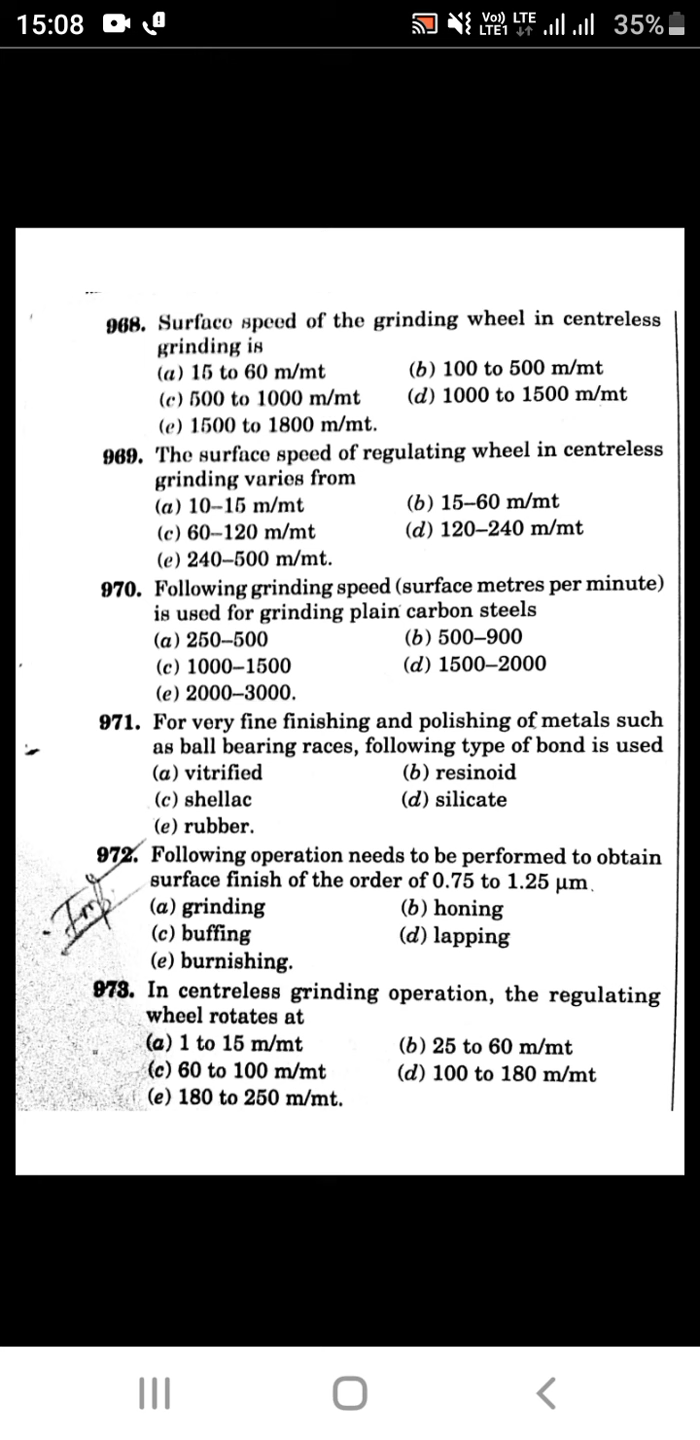 15:08 Vo)) LTE LTE1 35%
968. Surface speed of the grinding wheel in centreless
grinding is
(a) 15 to 60 m/mt (b) 100 to 500 m/mt
(c) 500 to 1000 m/mt (d) 1000 to 1500 m/mt
(e) 1500 to 1800 m/mt.
969. The surface speed of regulating wheel in centreless
grinding varies from
(a) 10–15 m/mt (b) 15–60 m/mt
(c) 60–120 m/mt (d) 120–240 m/mt
(e) 240–500 m/mt.
970. Following grinding speed (surface metres per minute)
is used for grinding plain carbon steels
(a) 250–500 (b) 500–900
(c) 1000–1500 (d) 1500–2000
(e) 2000–3000.
971. For very fine finishing and polishing of metals such
as ball bearing races, following type of bond is used
(a) vitrified (b) resinoid
(c) shellac (d) silicate
(e) rubber.
972. Following operation needs to be performed to obtain
surface finish of the order of 0.75 to 1.25 μm.
Imp.
(a) grinding (b) honing
(c) buffing (d) lapping
(e) burnishing.
973. In centreless grinding operation, the regulating
wheel rotates at
(a) 1 to 15 m/mt (b) 25 to 60 m/mt
(c) 60 to 100 m/mt (d) 100 to 180 m/mt
(e) 180 to 250 m/mt.